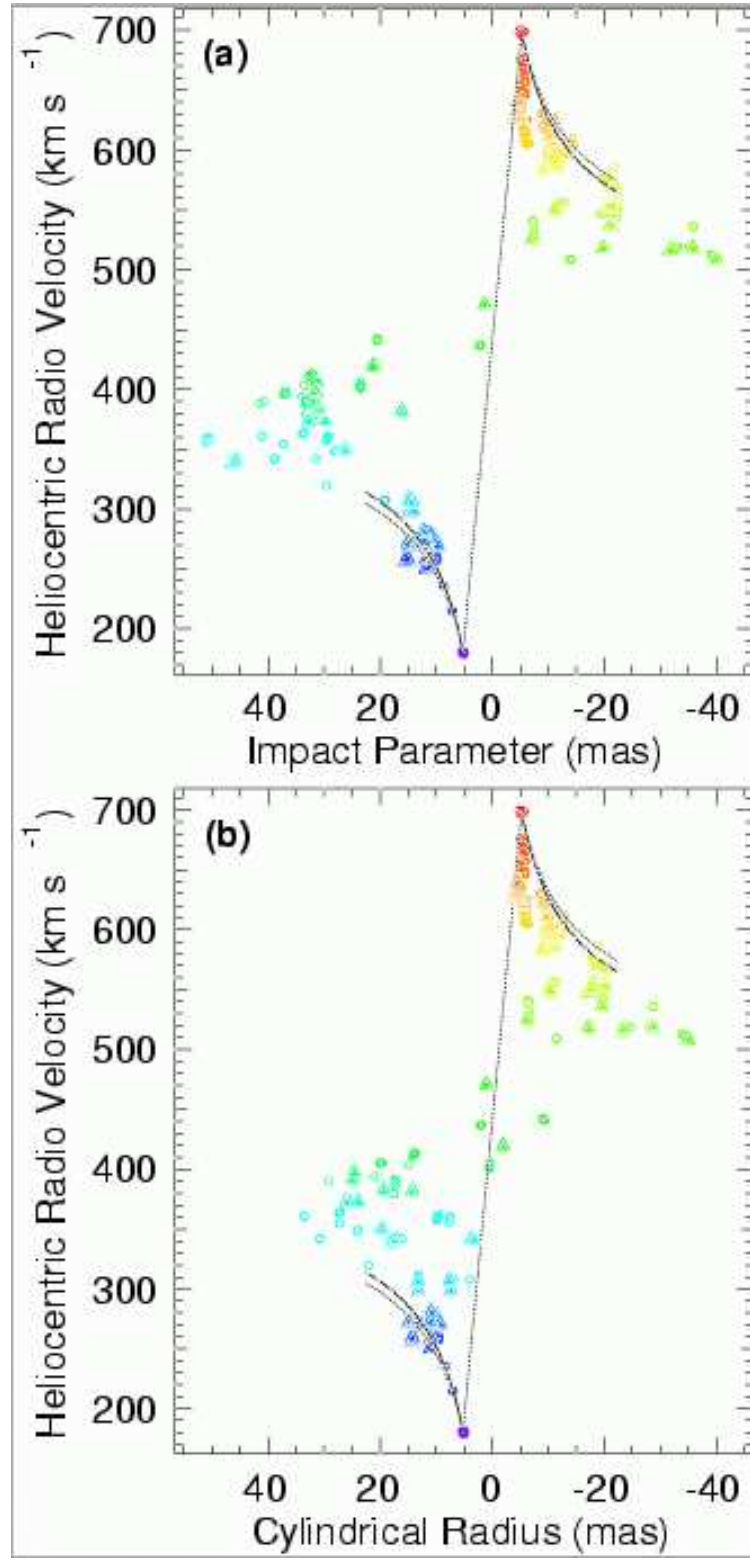 (a)
Heliocentric Radio Velocity (km s⁻¹)
700
600
500
400
300
200
40 20 0 -20 -40
Impact Parameter (mas)
(b)
Heliocentric Radio Velocity (km s⁻¹)
700
600
500
400
300
200
40 20 0 -20 -40
Cylindrical Radius (mas)